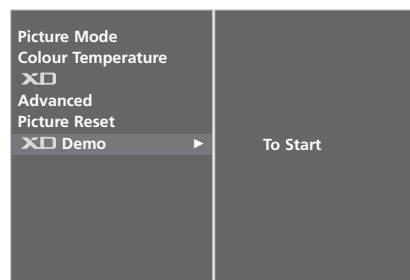 Picture Mode
Colour Temperature
XD
Advanced
Picture Reset
XD Demo ►
To Start